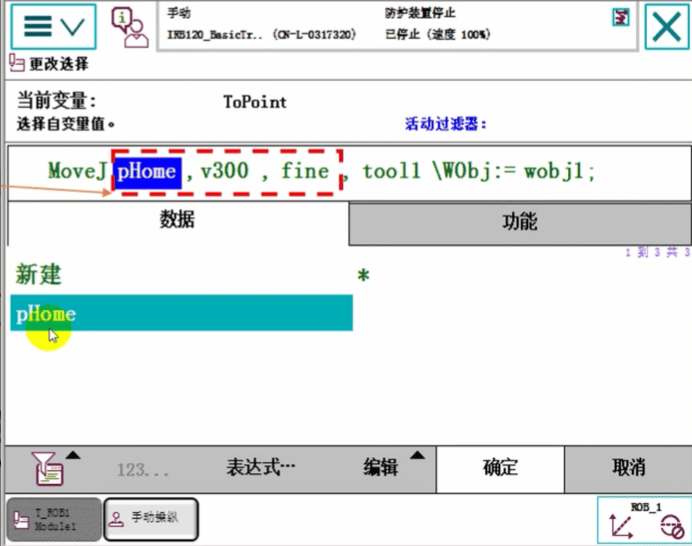 手动
防护装置停止
IRB120_BasicTr.. (CN-L-0317320)
已停止 (速度 100%)
更改选择
当前变量:
ToPoint
选择自变量值。
活动过滤器:
MoveJ pHome , v300 , fine , tool1 \WObj:= wobj1;
数据
功能
1 到 3 共 3
新建
*
pHome
123...
表达式…
编辑
确定
取消
T_ROB1
Module1
手动操纵
ROB_1